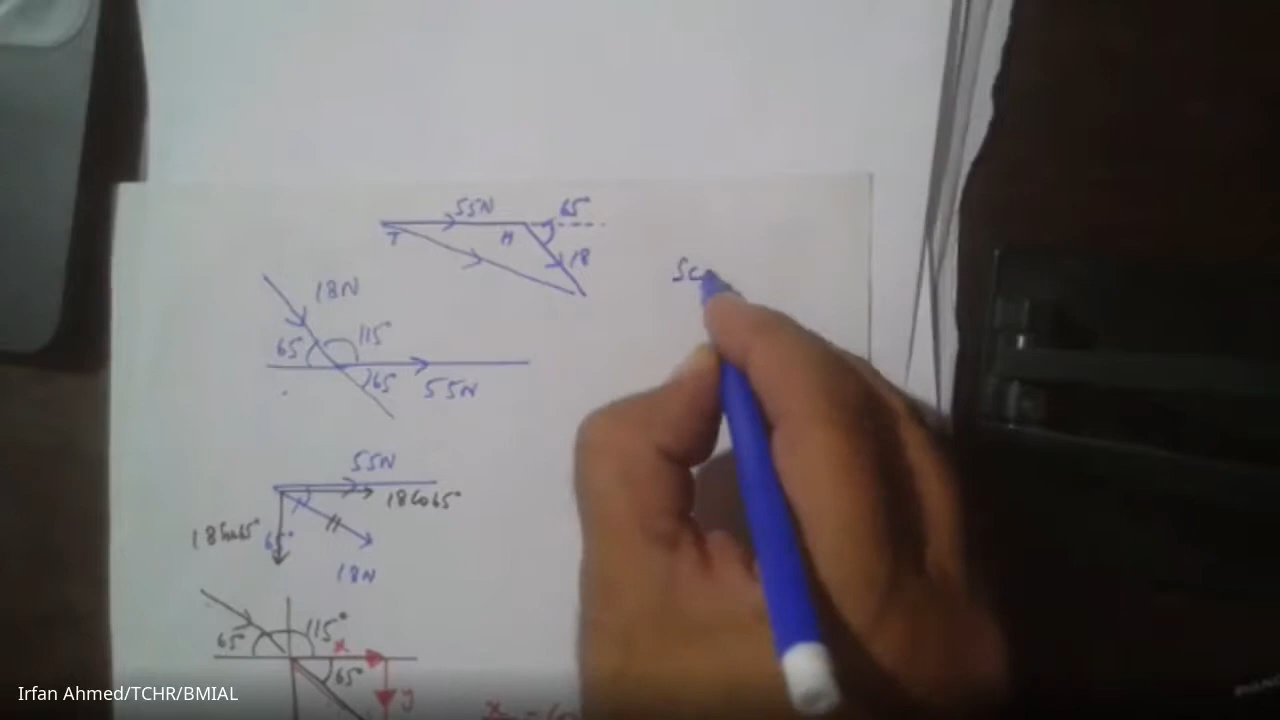 55N 65°
T H 18
18N
65 115°
65
55N
55N
18Cos65°
18Sin65° 65°
18N
65° 115° x
65°
y
Irfan Ahmed/TCHR/BMIAL